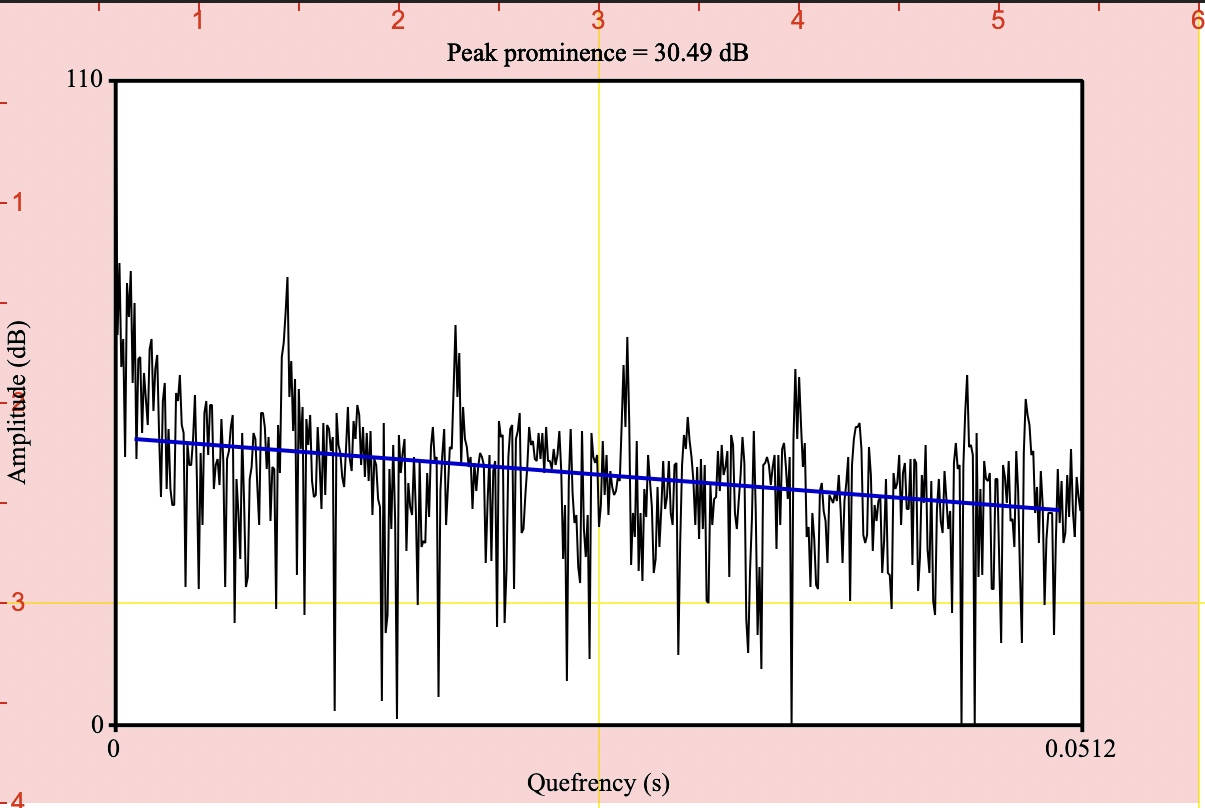 1 2 3 4 5 6
Peak prominence = 30.49 dB
110
1
Amplitude (dB)
2
3
0
0 0.0512
Quefrency (s)
4